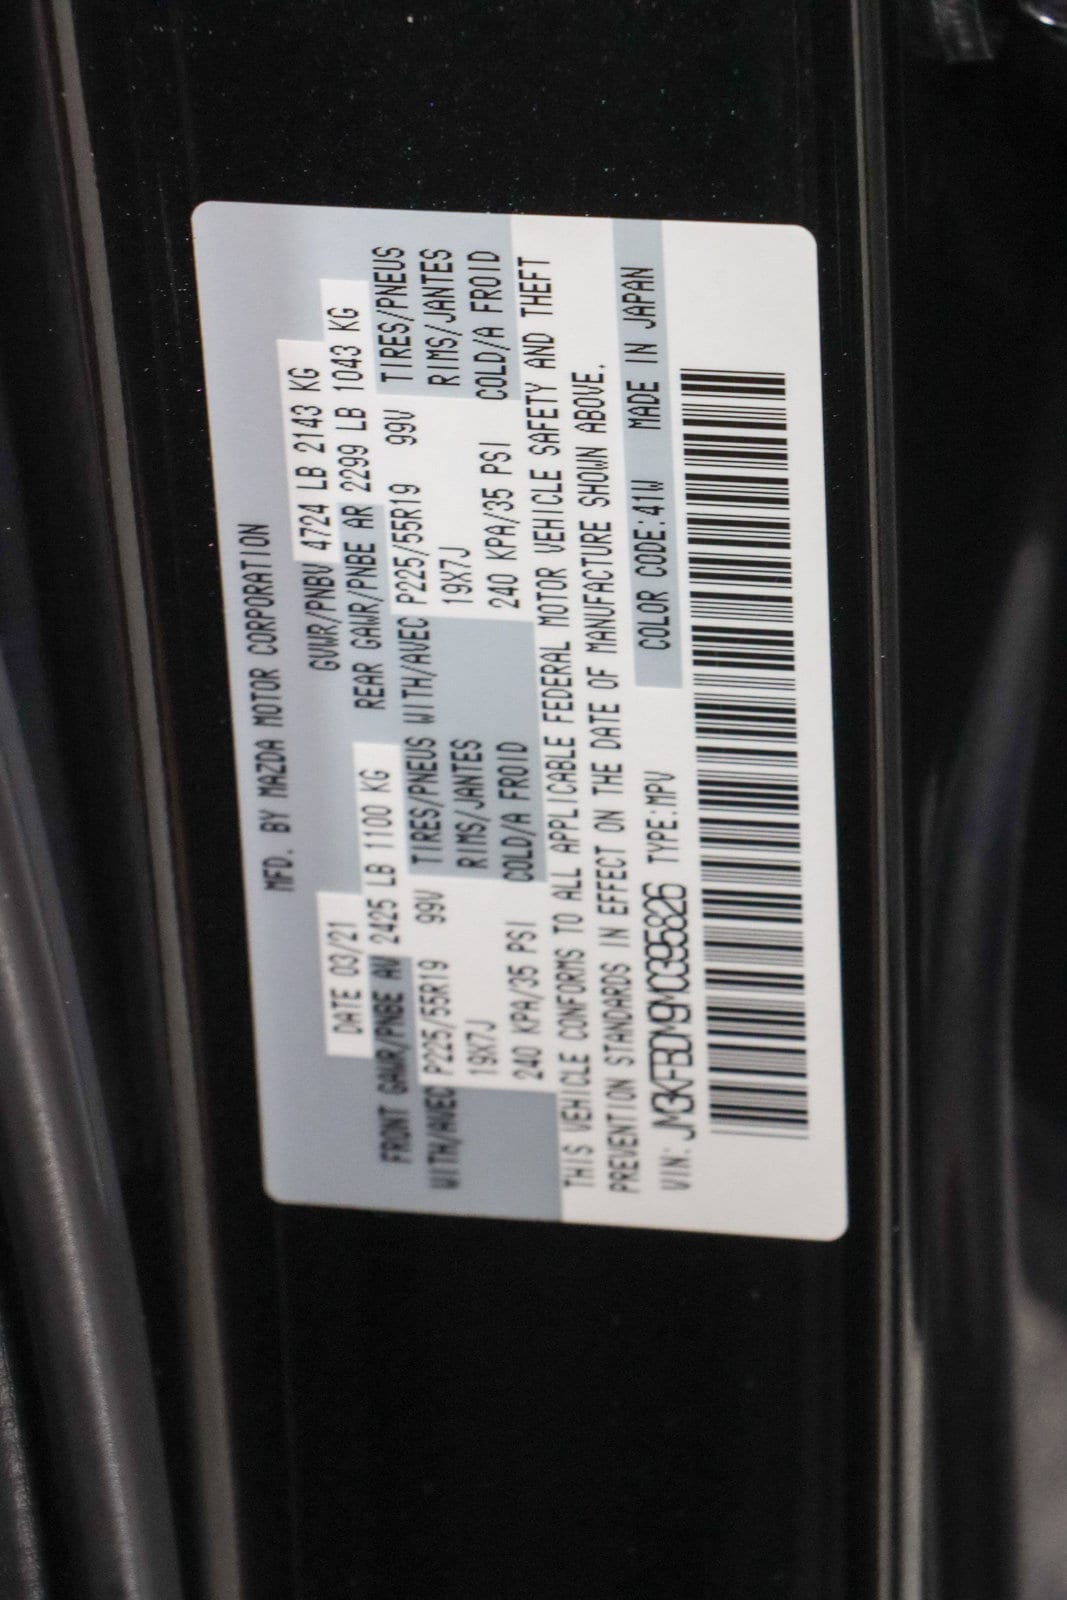 MFD. BY MAZDA MOTOR CORPORATION
DATE 03/21 GVWR/PNBV 4724 LB 2143 KG
FRONT GAWR/PNBE AV 2425 LB 1100 KG REAR GAWR/PNBE AR 2299 LB 1043 KG
WITH/AVEC P225/55R19 99V TIRES/PNEUS WITH/AVEC P225/55R19 99V TIRES/PNEUS
19X7J RIMS/JANTES 19X7J RIMS/JANTES
240 KPA/35 PSI COLD/A FROID 240 KPA/35 PSI COLD/A FROID
THIS VEHICLE CONFORMS TO ALL APPLICABLE FEDERAL MOTOR VEHICLE SAFETY AND THEFT
PREVENTION STANDARDS IN EFFECT ON THE DATE OF MANUFACTURE SHOWN ABOVE.
VIN: JM3KFBDM9M0395826 TYPE:MPV COLOR CODE:41W MADE IN JAPAN